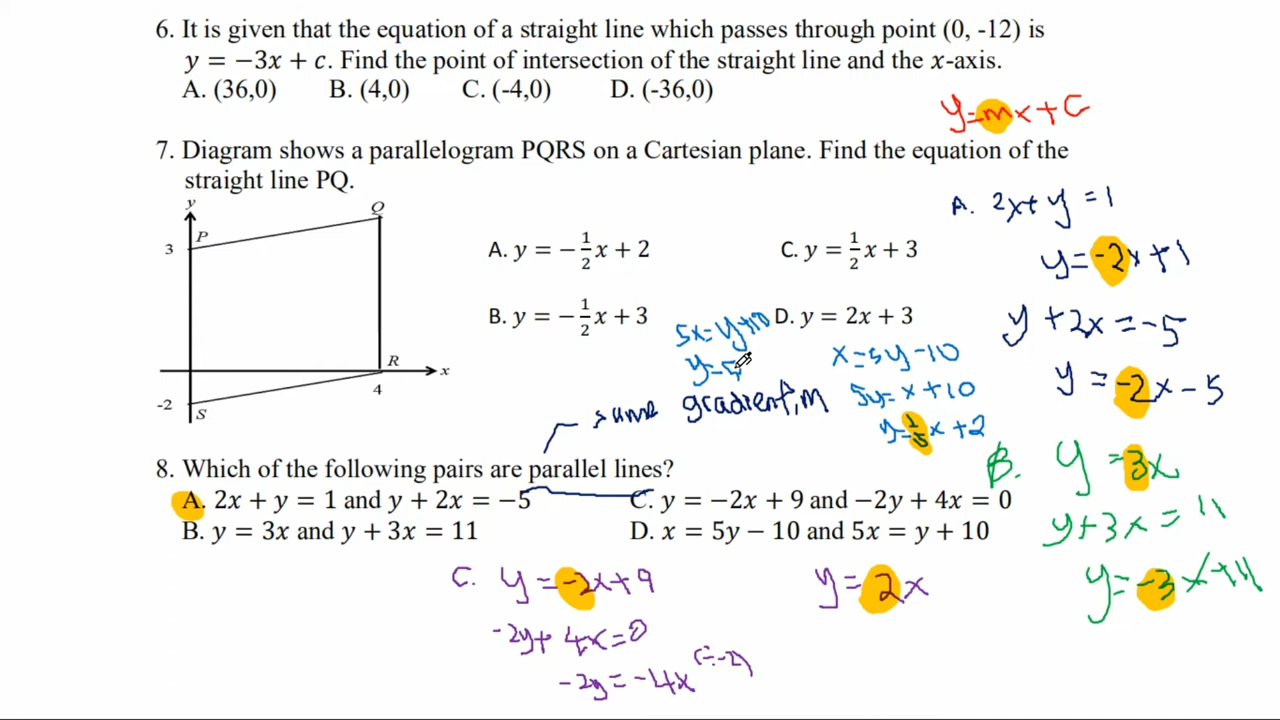 6. It is given that the equation of a straight line which passes through point (0, -12) is
y = −3x + c. Find the point of intersection of the straight line and the x-axis.
A. (36,0) B. (4,0) C. (-4,0) D. (-36,0)
y=mx+C
7. Diagram shows a parallelogram PQRS on a Cartesian plane. Find the equation of the
straight line PQ.
y
Q
P
3
R
x
4
-2
S
A. y = −1/2x + 2 C. y = 1/2x + 3
B. y = −1/2x + 3 D. y = 2x + 3
A. 2x+y=1
y=-2x+1
y+2x=-5
y=-2x-5
5x=y+10
y=5
x=5y-10
5y=x+10
y=1/5x+2
same gradient, m
8. Which of the following pairs are parallel lines?
A. 2x + y = 1 and y + 2x = −5 C. y = −2x + 9 and −2y + 4x = 0
B. y = 3x and y + 3x = 11 D. x = 5y − 10 and 5x = y + 10
B. y=3x
y+3x=11
y=-3x+11
C. y=-2x+9
-2y+4x=0
-2y=-4x (÷-2)
y=2x